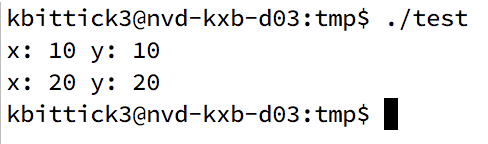 kbittick3@nvd-kxb-d03:tmp$ ./test
x: 10 y: 10
x: 20 y: 20
kbittick3@nvd-kxb-d03:tmp$